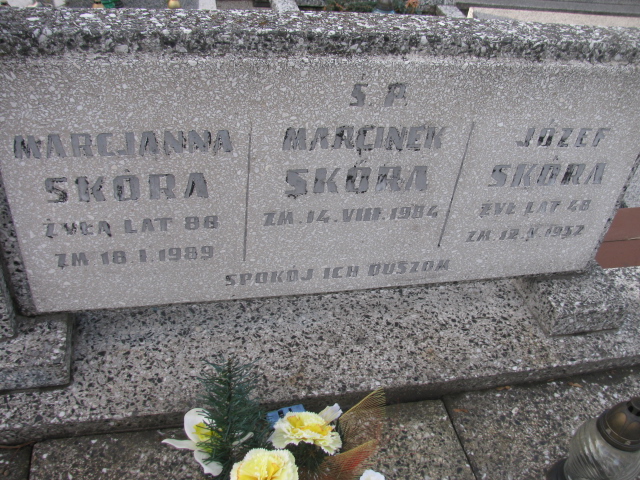 Ś. P.
MARCJANNA
SKÓRA
ŻYŁA LAT 86
ZM 18 I. 1989
MARCINEK
SKÓRA
ZM. 14. VIII. 1984
JÓZEF
SKÓRA
ŻYŁ LAT 48
ZM. 12. V. 1952
SPOKÓJ ICH DUSZOM